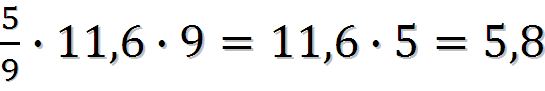 5/9 · 11,6 · 9 = 11,6 · 5 = 5,8